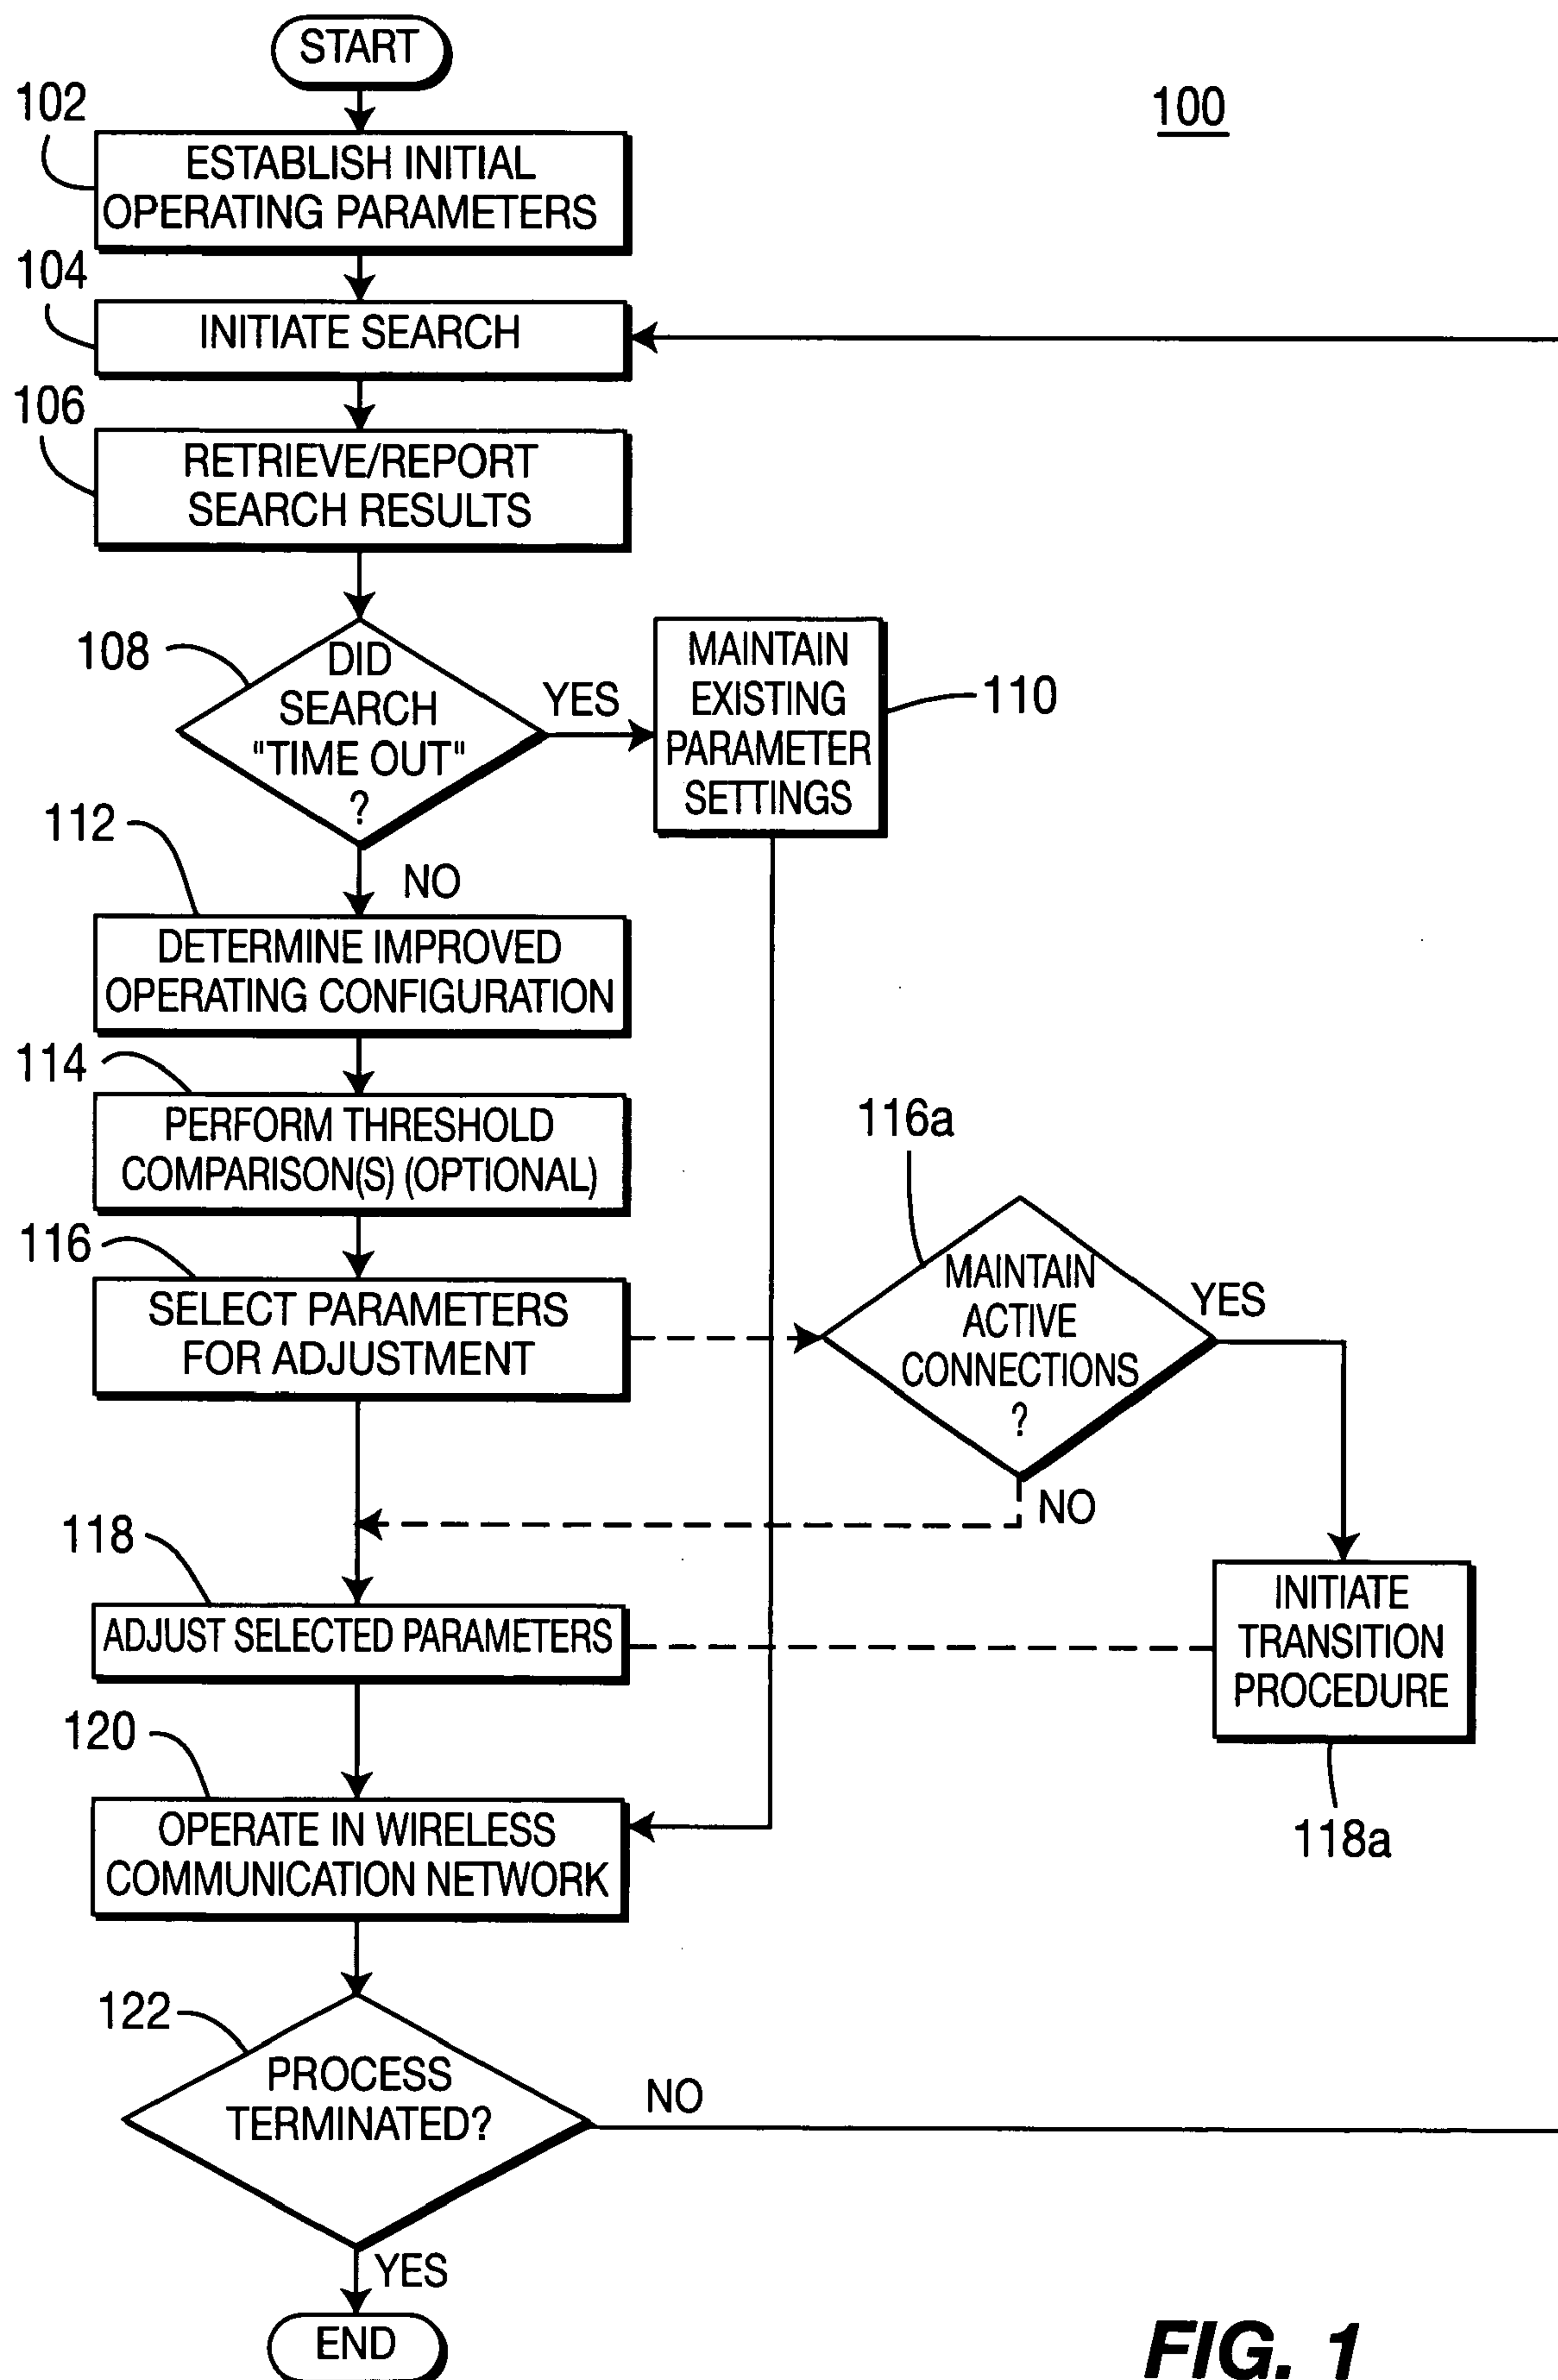 START
100
102
ESTABLISH INITIAL
OPERATING PARAMETERS
104
INITIATE SEARCH
106
RETRIEVE/REPORT
SEARCH RESULTS
108
DID
SEARCH
"TIME OUT"
?
YES
MAINTAIN
EXISTING
PARAMETER
SETTINGS
110
NO
112
DETERMINE IMPROVED
OPERATING CONFIGURATION
114
PERFORM THRESHOLD
COMPARISON(S) (OPTIONAL)
116
SELECT PARAMETERS
FOR ADJUSTMENT
116a
MAINTAIN
ACTIVE
CONNECTIONS
?
YES
NO
118
ADJUST SELECTED PARAMETERS
INITIATE
TRANSITION
PROCEDURE
118a
120
OPERATE IN WIRELESS
COMMUNICATION NETWORK
122
PROCESS
TERMINATED?
NO
YES
END
FIG. 1